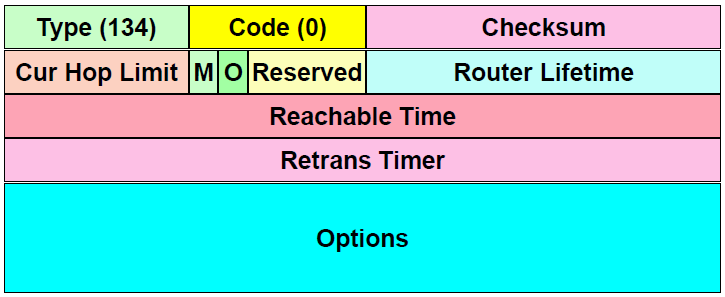 Type (134) Code (0) Checksum
Cur Hop Limit M O Reserved Router Lifetime
Reachable Time
Retrans Timer
Options